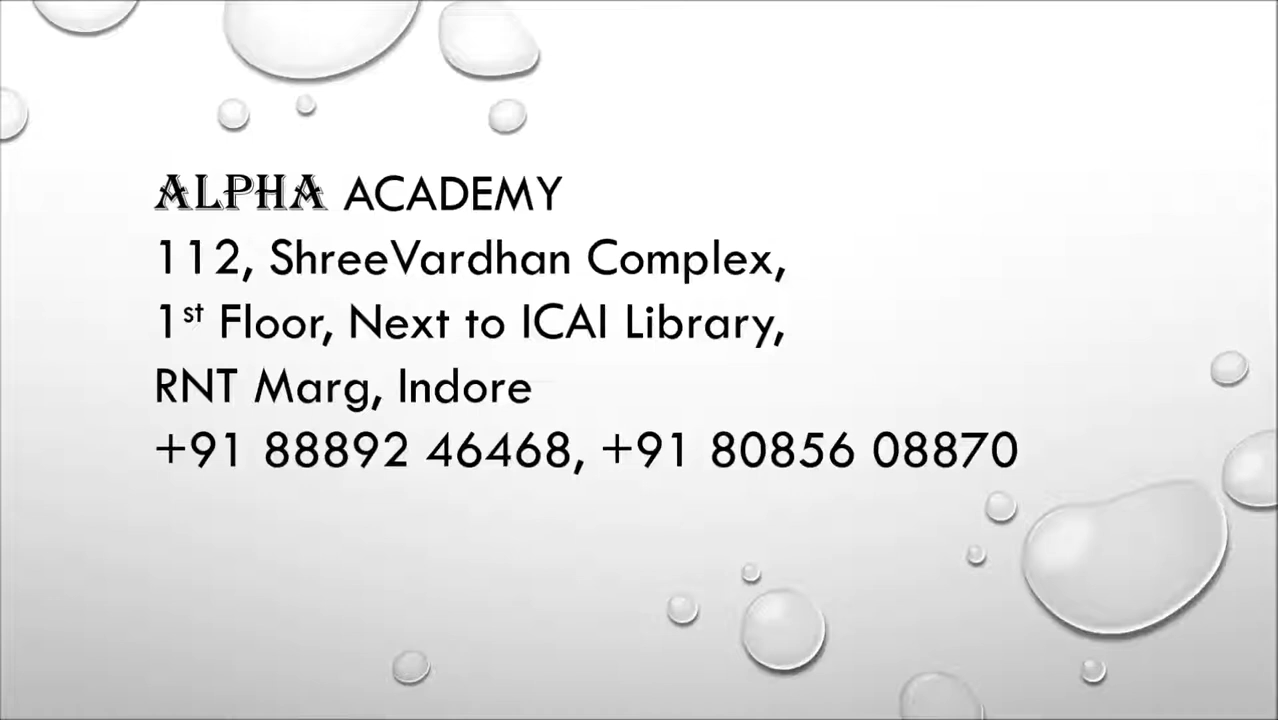 ALPHA ACADEMY
112, ShreeVardhan Complex,
1st Floor, Next to ICAI Library,
RNT Marg, Indore
+91 88892 46468, +91 80856 08870